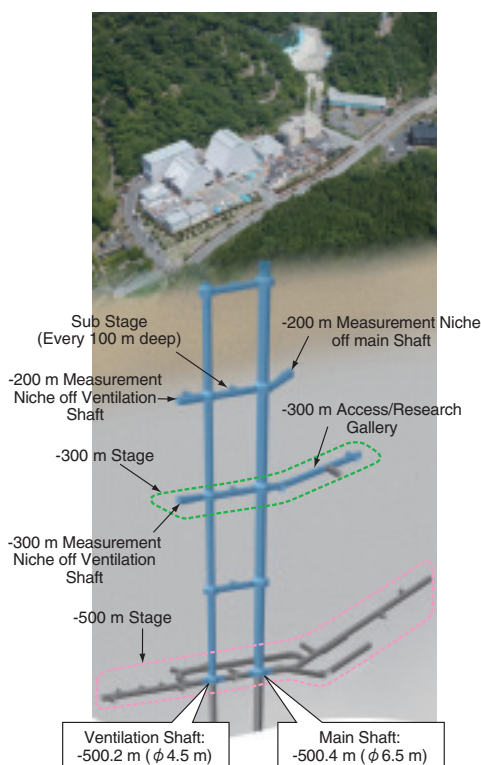 Sub Stage
(Every 100 m deep)
-200 m Measurement Niche
off main Shaft
-200 m Measurement
Niche off Ventilation
Shaft
-300 m Access/Research
Gallery
-300 m Stage
-300 m Measurement
Niche off Ventilation
Shaft
-500 m Stage
Ventilation Shaft:
-500.2 m (ϕ 4.5 m)
Main Shaft:
-500.4 m (ϕ 6.5 m)